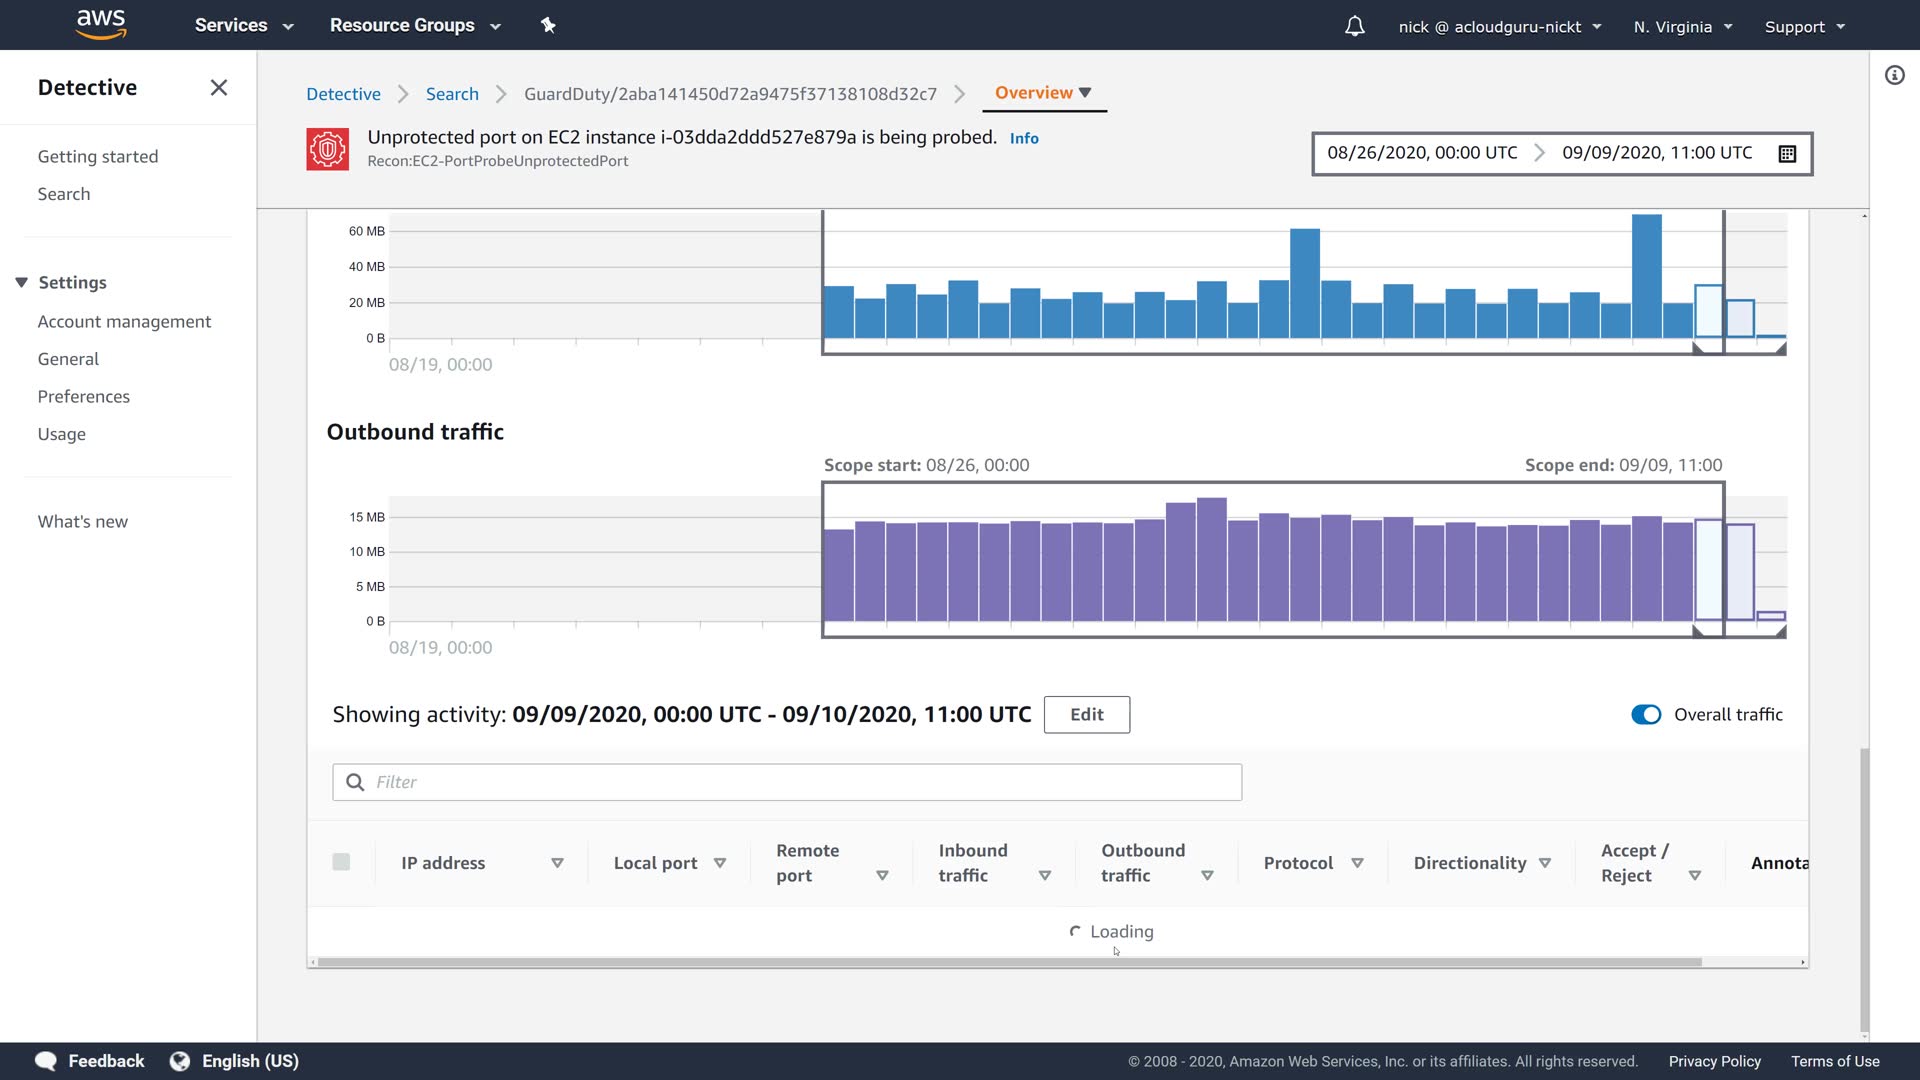 aws
Services
Resource Groups
nick @ acloudguru-nickt
N. Virginia
Support
Detective
Getting started
Search
Settings
Account management
General
Preferences
Usage
What's new
Detective
Search
GuardDuty/2aba141450d72a9475f37138108d32c7
Overview
Unprotected port on EC2 instance i-03dda2ddd527e879a is being probed. Info
Recon:EC2-PortProbeUnprotectedPort
08/26/2020, 00:00 UTC
09/09/2020, 11:00 UTC
60 MB
40 MB
20 MB
0 B
08/19, 00:00
Outbound traffic
Scope start: 08/26, 00:00
Scope end: 09/09, 11:00
15 MB
10 MB
5 MB
0 B
08/19, 00:00
Showing activity: 09/09/2020, 00:00 UTC - 09/10/2020, 11:00 UTC
Edit
Overall traffic
Filter
IP address
Local port
Remote
port
Inbound
traffic
Outbound
traffic
Protocol
Directionality
Accept /
Reject
Annota
Loading
Feedback
English (US)
© 2008 - 2020, Amazon Web Services, Inc. or its affiliates. All rights reserved.
Privacy Policy
Terms of Use